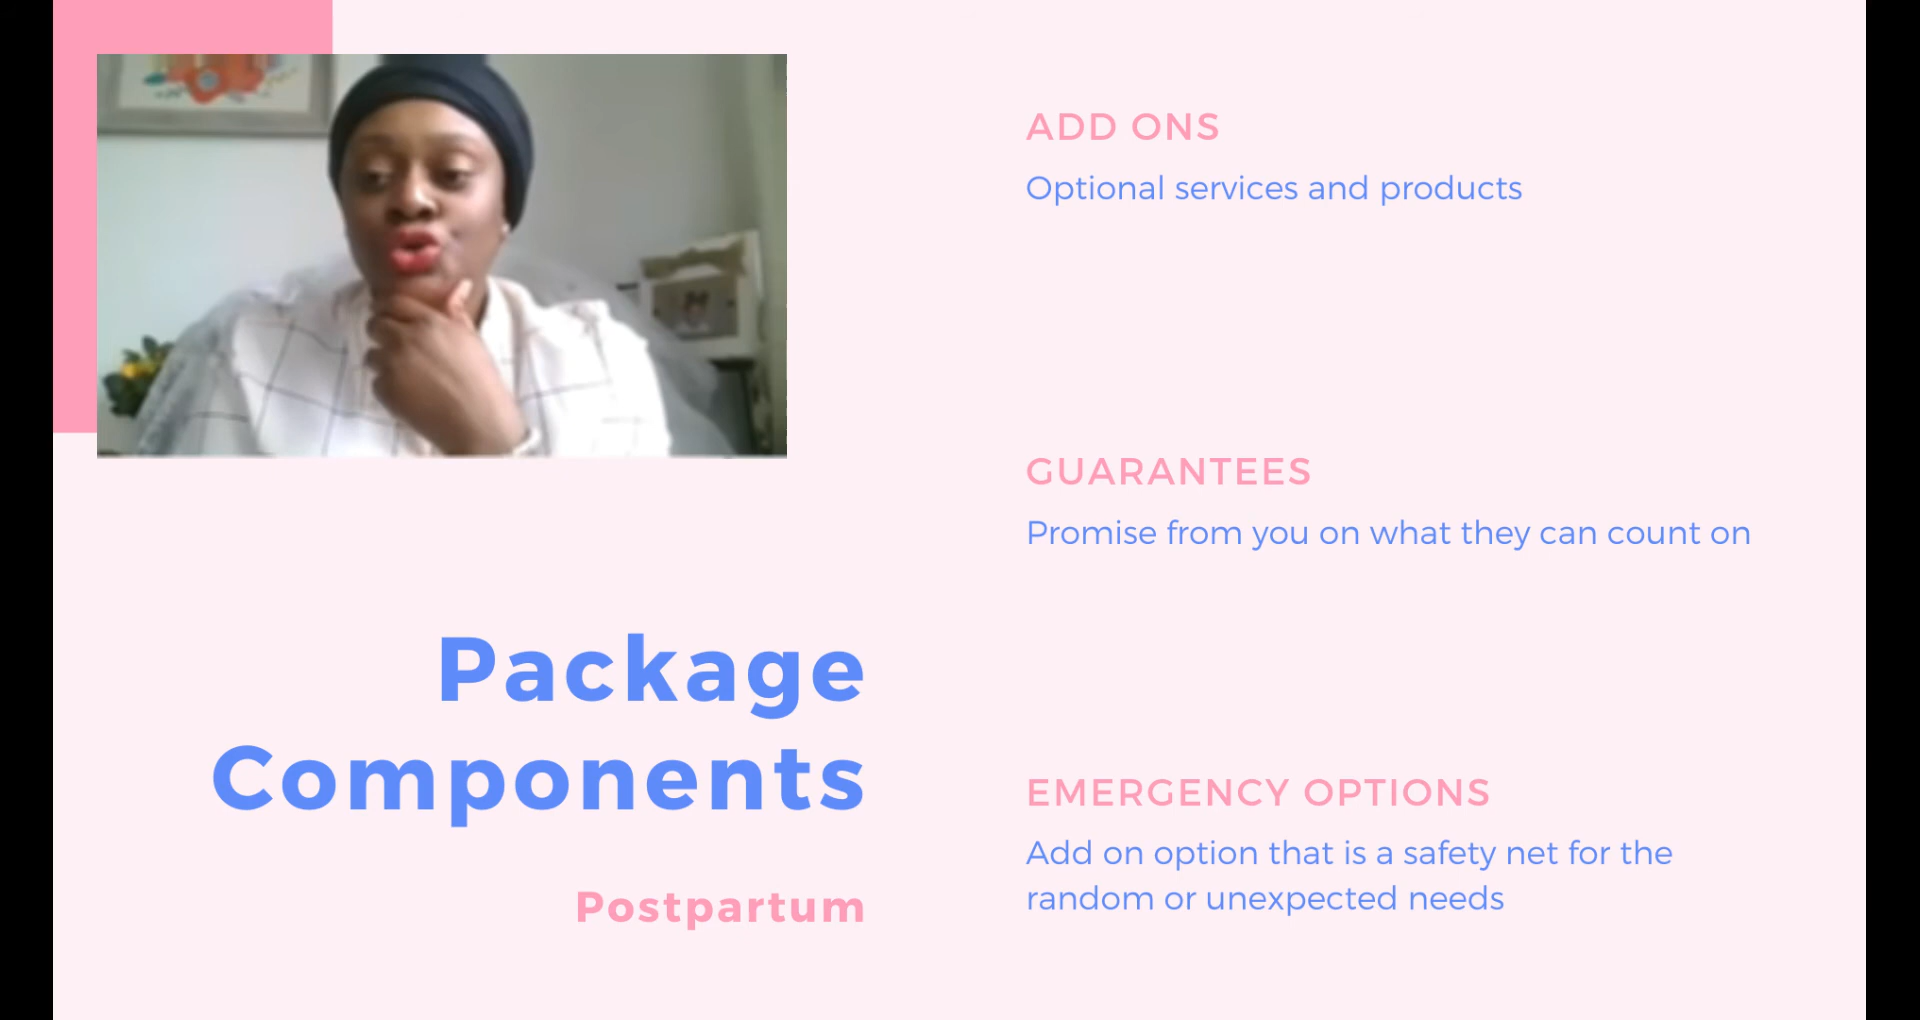 Package
Components
Postpartum
ADD ONS
Optional services and products
GUARANTEES
Promise from you on what they can count on
EMERGENCY OPTIONS
Add on option that is a safety net for the
random or unexpected needs